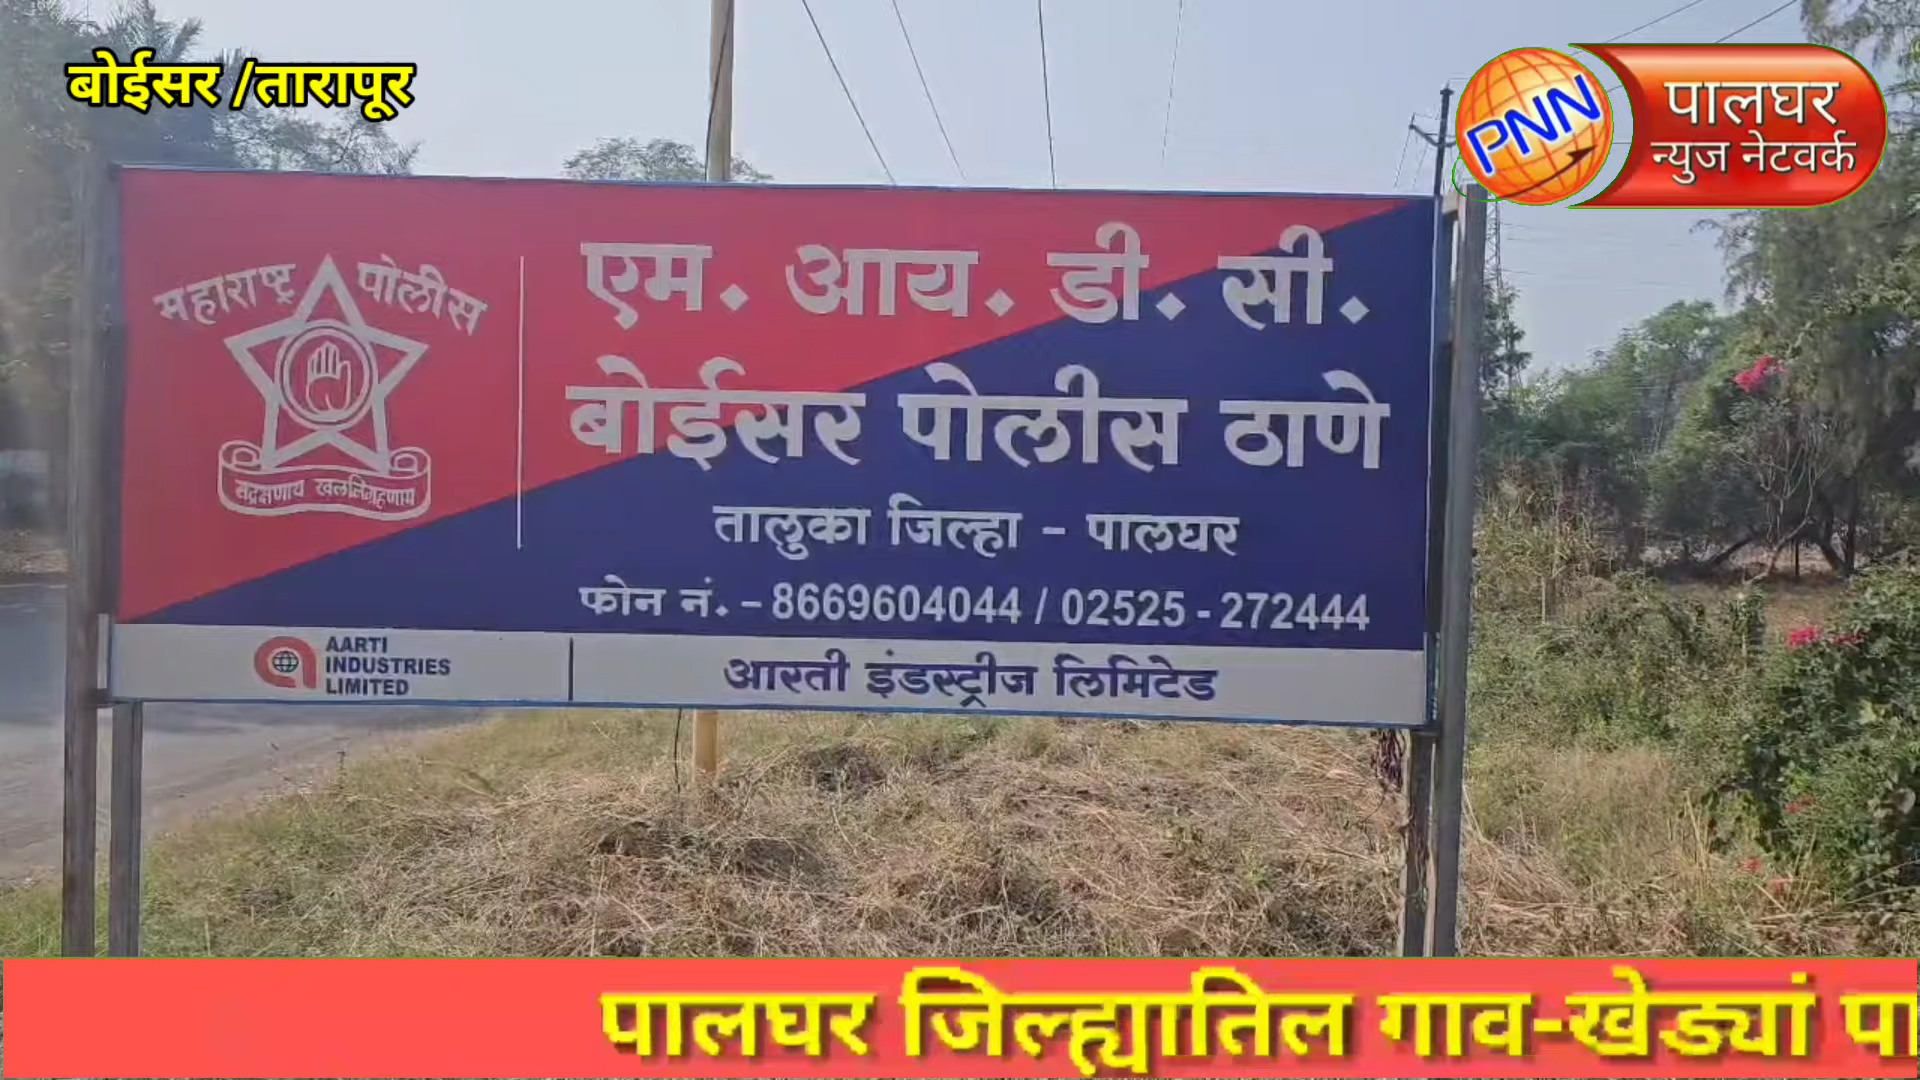 बोईसर /तारापूर
PNN
पालघर
न्युज नेटवर्क
महाराष्ट्र पोलीस
सद्रक्षणाय खलनिग्रहणाय
एम. आय. डी. सी.
बोईसर पोलीस ठाणे
तालुका जिल्हा - पालघर
फोन नं. - 8669604044 / 02525 - 272444
AARTI
INDUSTRIES
LIMITED
आरती इंडस्ट्रीज लिमिटेड
पालघर जिल्ह्यातिल गाव-खेड्यां पा